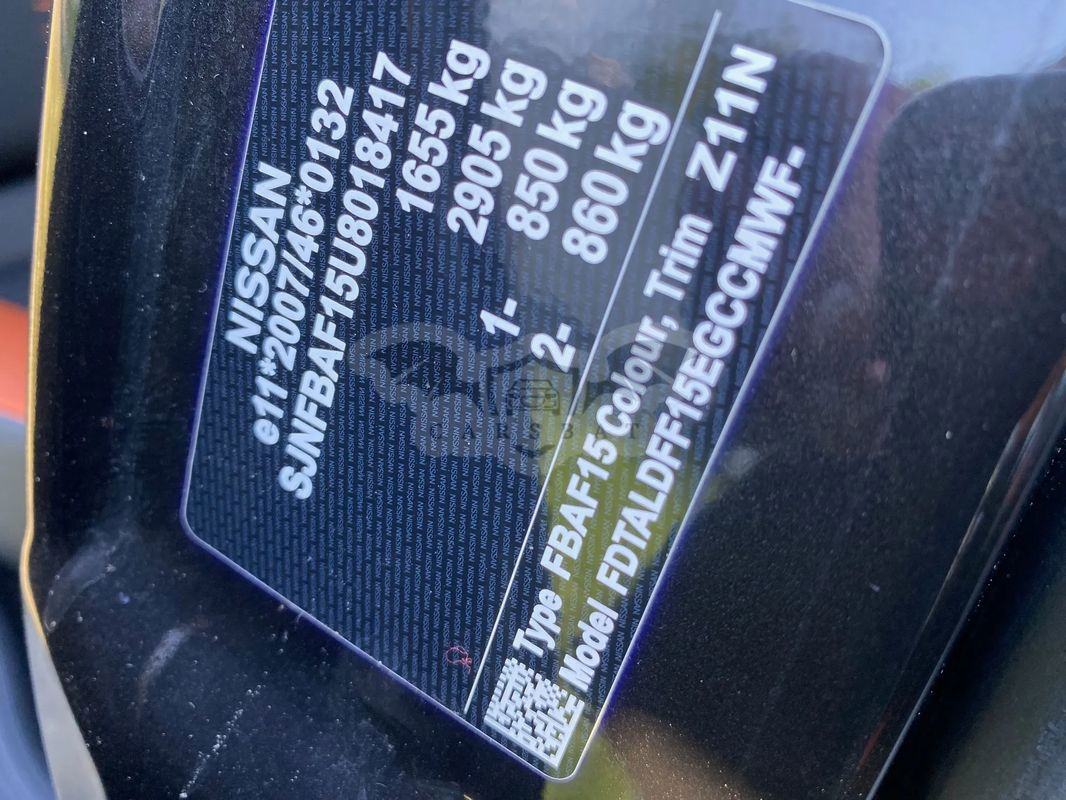 NISSAN
e11*2007/46*0132
SJNFBAF15U8018417
1655 kg
2905 kg
1- 850 kg
2- 860 kg
Type FBAF15 Colour, Trim Z11N
Model FDTALDFF15EGCCMWF-